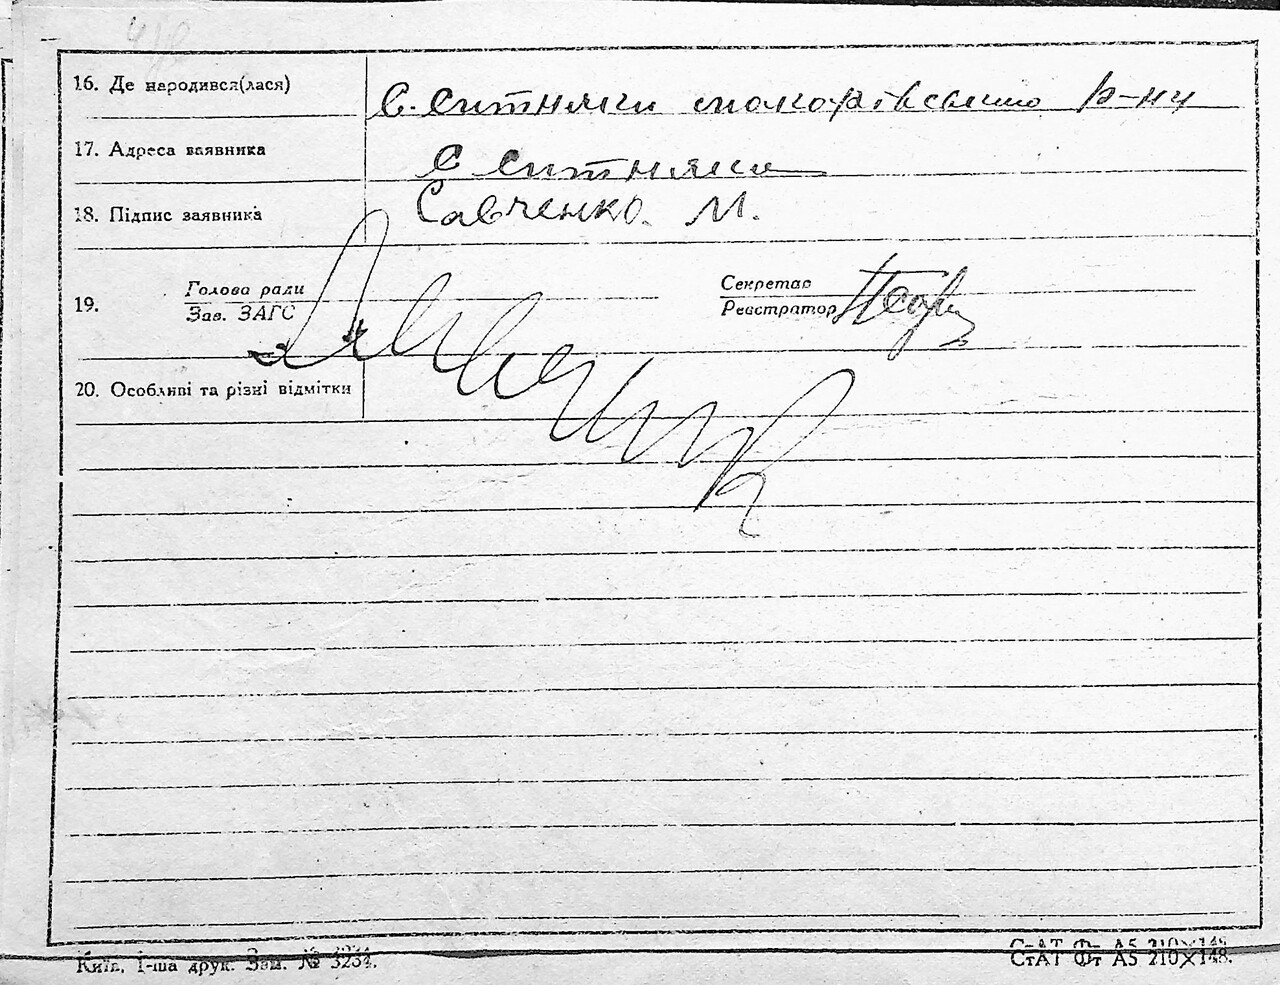 16. Де народився(лася) с. ситняки макарівського р-ну
17. Адреса заявника с ситняки
18. Підпис заявника Савченко. М.
Голова ради Секретар
19.
Зав. ЗАГС Реєстратор
20. Особливі та різні відмітки
Київ, 1-ша друк. Зам. № 3234.
СтАТ Фт А5 210×148.